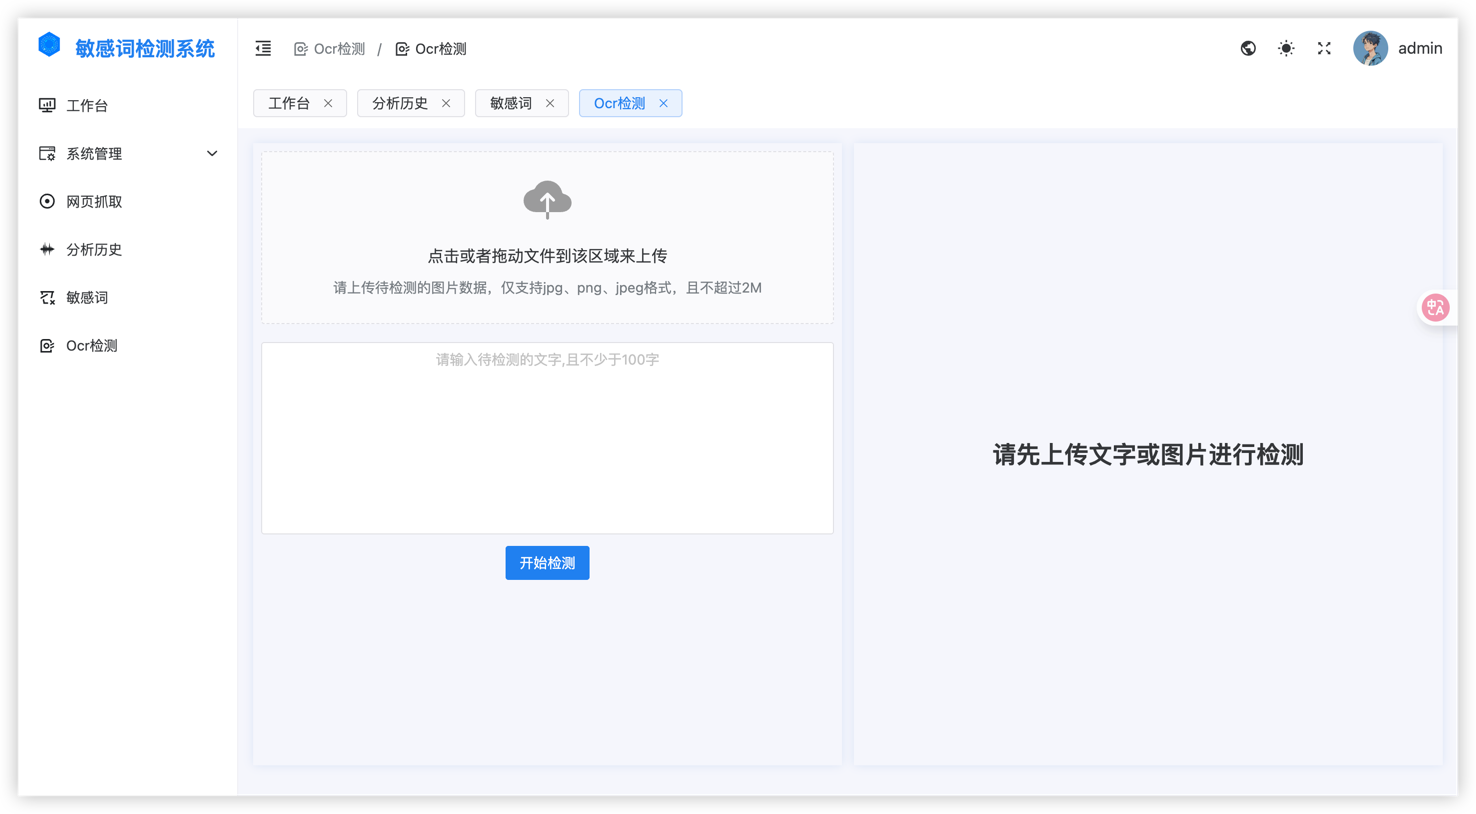 敏感词检测系统
Ocr检测 / Ocr检测
admin
工作台
系统管理
网页抓取
分析历史
敏感词
Ocr检测
工作台
分析历史
敏感词
Ocr检测
点击或者拖动文件到该区域来上传
请上传待检测的图片数据，仅支持jpg、png、jpeg格式，且不超过2M
请输入待检测的文字,且不少于100字
开始检测
请先上传文字或图片进行检测
中A